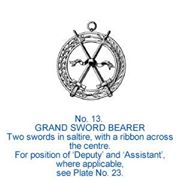 No. 13.
GRAND SWORD BEARER
Two swords in saltire, with a ribbon across
the centre.
For position of 'Deputy' and 'Assistant',
where applicable,
see Plate No. 23.